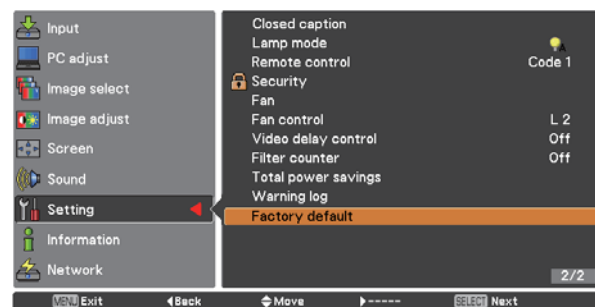 Input
PC adjust
Image select
Image adjust
Screen
Sound
Setting
Information
Network
Closed caption
Lamp mode
Remote control Code 1
Security
Fan
Fan control L 2
Video delay control Off
Filter counter Off
Total power savings
Warning log
Factory default
2/2
MENU Exit Back Move ----- SELECT Next